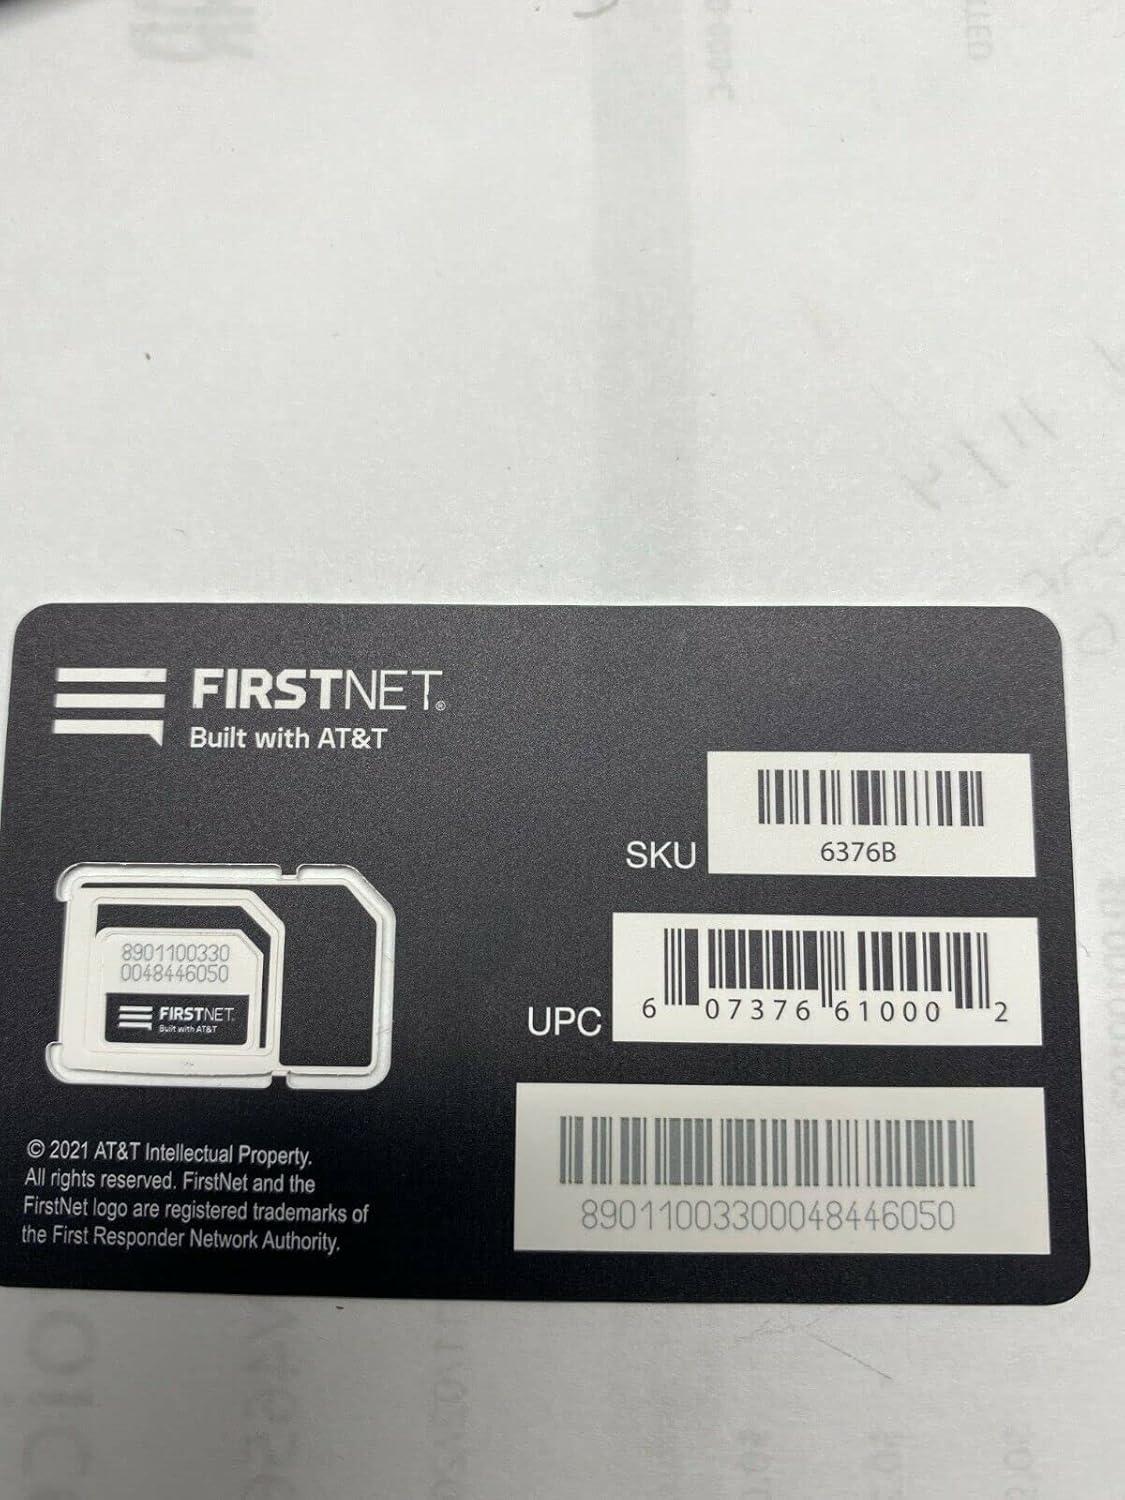 FIRSTNET®
Built with AT&T
SKU
6376B
UPC
6 07376 61000 2
89011003300048446050
8901100330
0048446050
FIRSTNET
Built with AT&T
© 2021 AT&T Intellectual Property.
All rights reserved. FirstNet and the
FirstNet logo are registered trademarks of
the First Responder Network Authority.